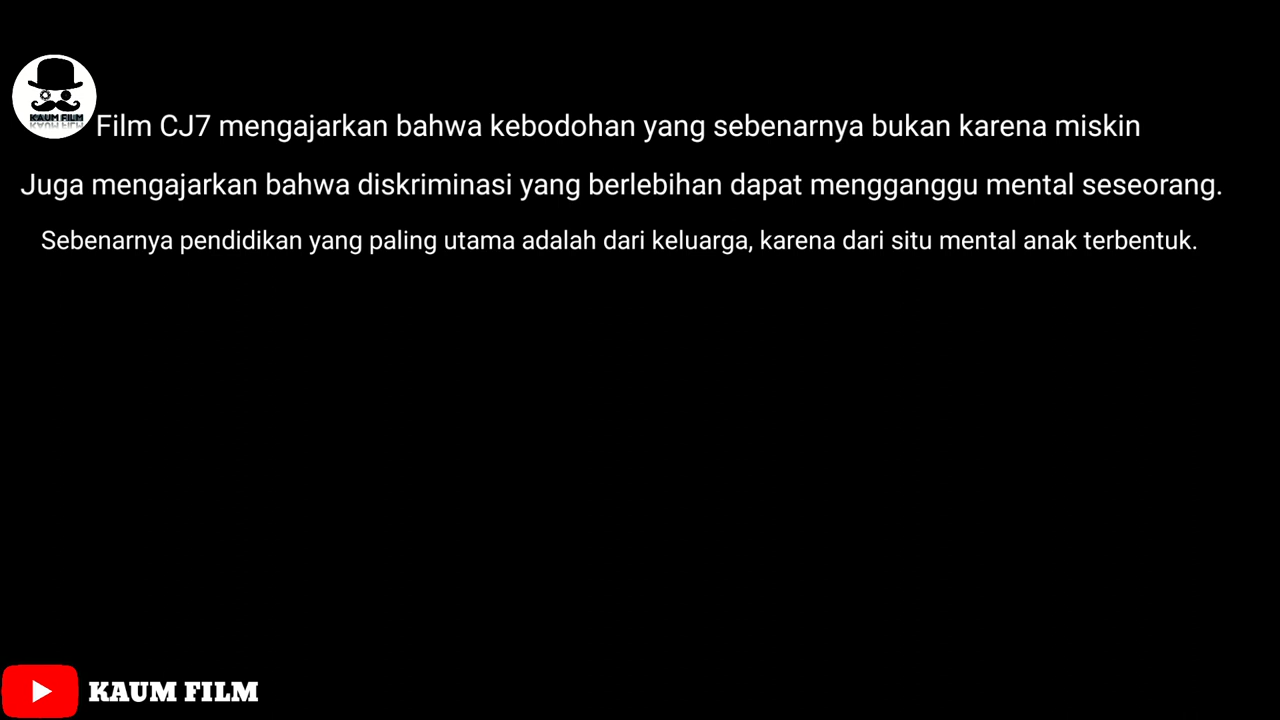 KAUM FILM
Film CJ7 mengajarkan bahwa kebodohan yang sebenarnya bukan karena miskin
Juga mengajarkan bahwa diskriminasi yang berlebihan dapat mengganggu mental seseorang.
Sebenarnya pendidikan yang paling utama adalah dari keluarga, karena dari situ mental anak terbentuk.
KAUM FILM